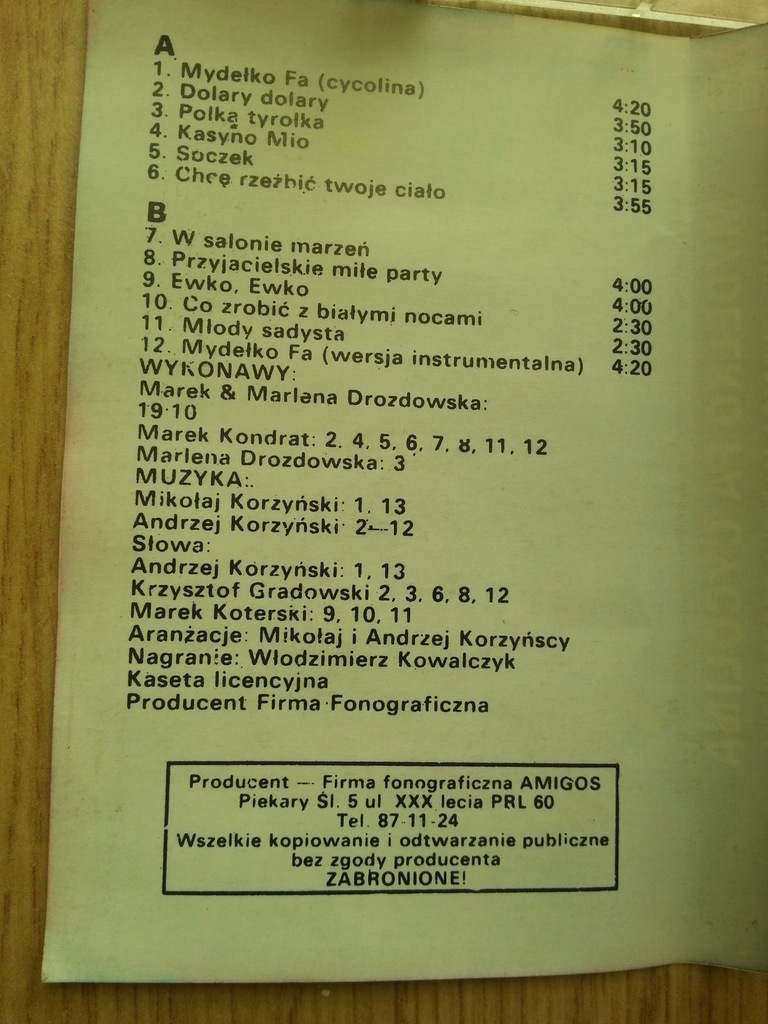 A
1. Mydełko Fa (cycolina) 4:20
2. Dolary dolary 3:50
3. Polka tyrolka 3:10
4. Kasyno Mio 3:15
5. Soczek 3:15
6. Chcę rzeźbić twoje ciało 3:55
B
7. W salonie marzeń 4:00
8. Przyjacielskie miłe party 4:00
9. Ewko, Ewko 2:30
10. Co zrobić z białymi nocami 2:30
11. Młody sadysta 4:20
12. Mydełko Fa (wersja instrumentalna)
WYKONAWY:
Marek & Marlena Drozdowska:
19·10
Marek Kondrat: 2. 4, 5, 6, 7, 8, 11, 12
Marlena Drozdowska: 3
MUZYKA:.
Mikołaj Korzyński: 1, 13
Andrzej Korzyński: 2—12
Słowa:
Andrzej Korzyński: 1, 13
Krzysztof Gradowski 2, 3, 6, 8, 12
Marek Koterski: 9, 10, 11
Aranżacje: Mikołaj i Andrzej Korzyńscy
Nagranie: Włodzimierz Kowalczyk
Kaseta licencyjna
Producent Firma Fonograficzna
Producent — Firma fonograficzna AMIGOS
Piekary Śl. 5 ul XXX lecia PRL 60
Tel. 87-11-24
Wszelkie kopiowanie i odtwarzanie publiczne
bez zgody producenta
ZABRONIONE!